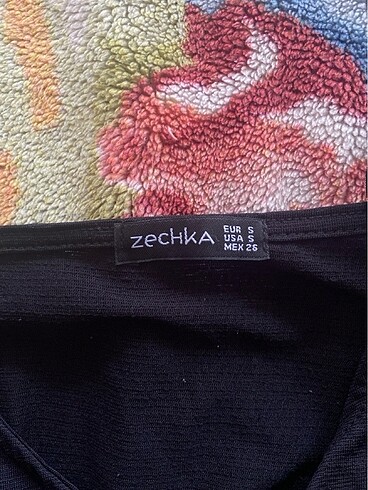 zechka
EUR S
USA S
MEX 26